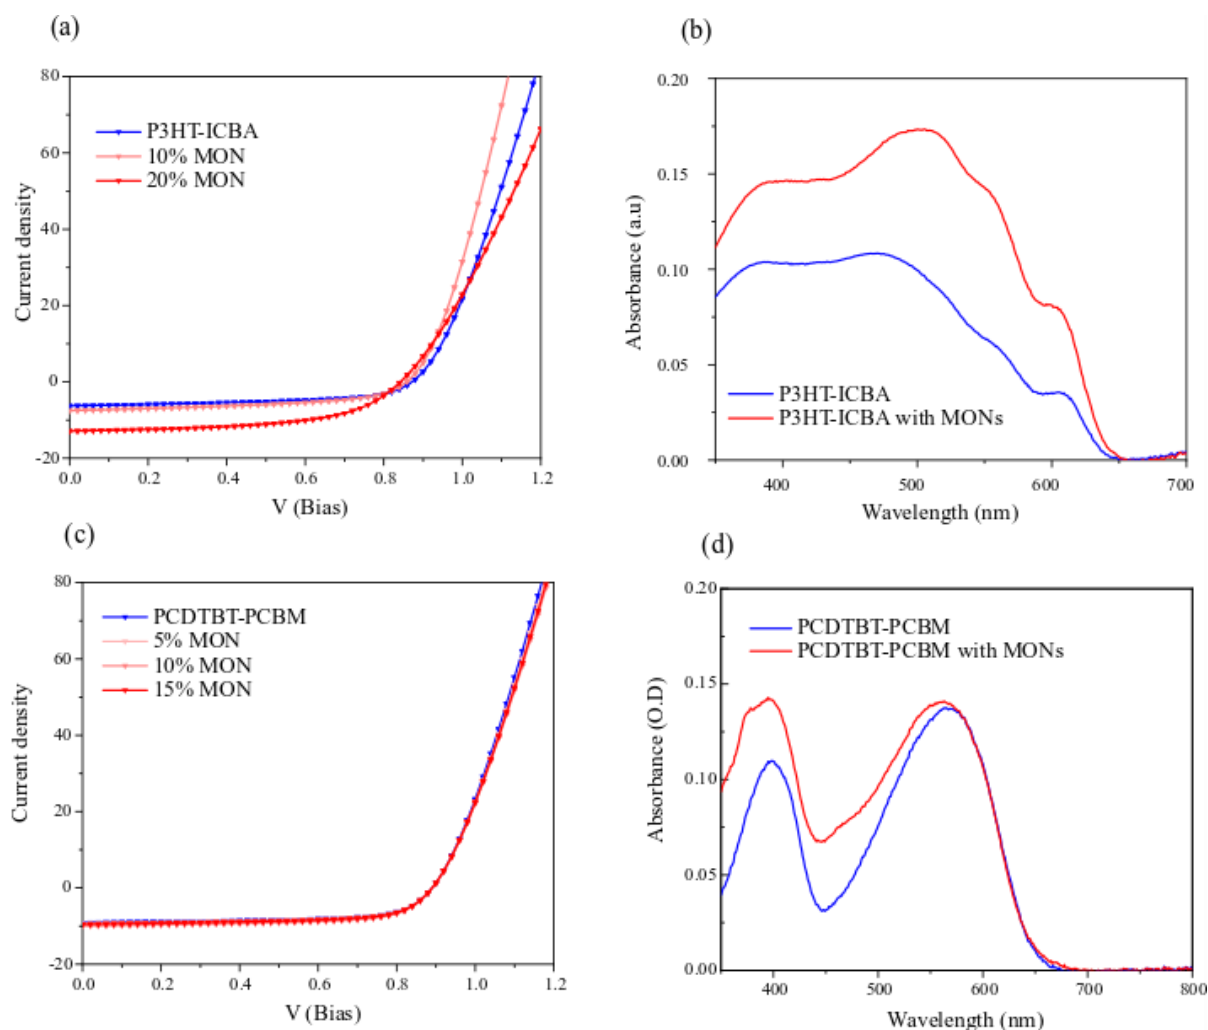 (a)
80
60
40
20
0
-20
0.0 0.2 0.4 0.6 0.8 1.0 1.2
Current density
V (Bias)
P3HT-ICBA
10% MON
20% MON
(b)
0.20
0.15
0.10
0.05
0.00
400 500 600 700
Absorbance (a.u)
Wavelength (nm)
P3HT-ICBA
P3HT-ICBA with MONs
(c)
80
60
40
20
0
-20
0.0 0.2 0.4 0.6 0.8 1.0 1.2
Current density
V (Bias)
PCDTBT-PCBM
5% MON
10% MON
15% MON
(d)
0.20
0.15
0.10
0.05
0.00
400 500 600 700 800
Absorbance (O.D)
Wavelength (nm)
PCDTBT-PCBM
PCDTBT-PCBM with MONs